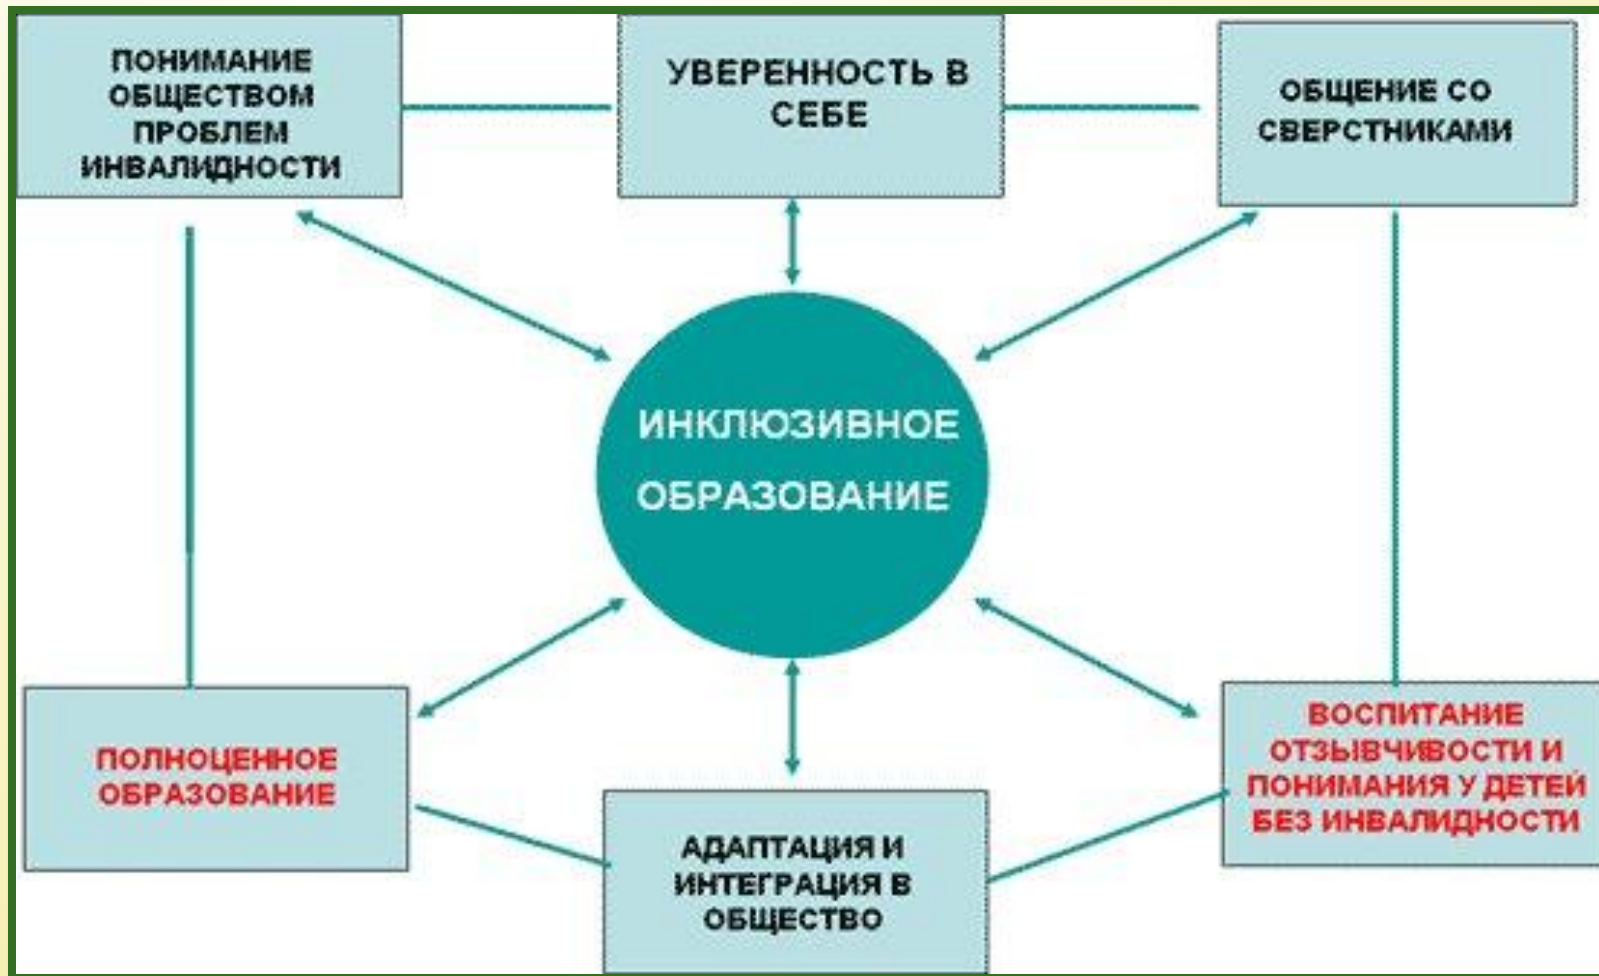 ПОНИМАНИЕ
ОБЩЕСТВОМ
ПРОБЛЕМ
ИНВАЛИДНОСТИ
УВЕРЕННОСТЬ В
СЕБЕ
ОБЩЕНИЕ СО
СВЕРСТНИКАМИ
ИНКЛЮЗИВНОЕ
ОБРАЗОВАНИЕ
ПОЛНОЦЕННОЕ
ОБРАЗОВАНИЕ
АДАПТАЦИЯ И
ИНТЕГРАЦИЯ В
ОБЩЕСТВО
ВОСПИТАНИЕ
ОТЗЫВЧИВОСТИ И
ПОНИМАНИЯ У ДЕТЕЙ
БЕЗ ИНВАЛИДНОСТИ